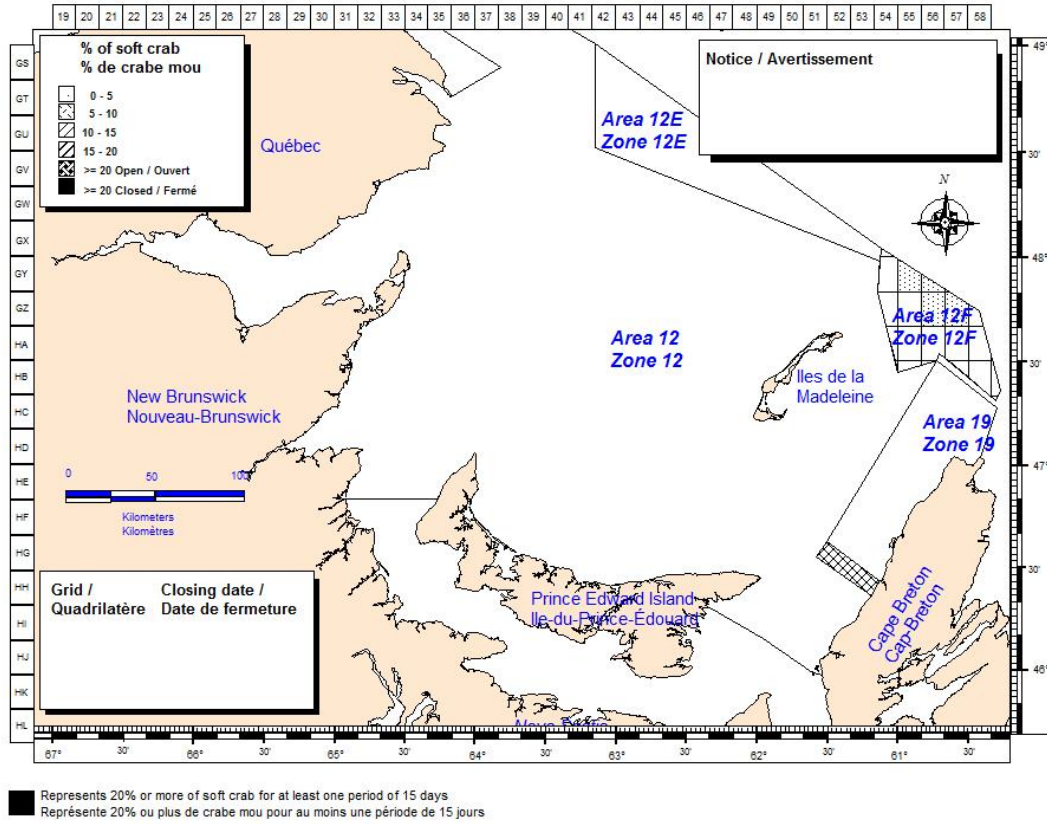 19 20 21 22 23 24 25 26 27 28 29 30 31 32 33 34 35 36 37 38 39 40 41 42 43 44 45 46 47 48 49 50 51 52 53 54 55 56 57 58
% of soft crab
% de crabe mou
0 - 5
5 - 10
10 - 15
15 - 20
>= 20 Open / Ouvert
>= 20 Closed / Fermé
Notice / Avertissement
GS
GT
GU
GV
GW
GX
GY
GZ
HA
HB
HC
HD
HE
HF
HG
HH
HI
HJ
HK
HL
49°
30'
48°
30'
47°
30'
46°
N
Québec
Area 12E
Zone 12E
Area 12F
Zone 12F
Area 12
Zone 12
Iles de la
Madeleine
New Brunswick
Nouveau-Brunswick
Area 19
Zone 19
0 50 100
Kilometers
Kilomètres
Grid / Closing date /
Quadrilatère Date de fermeture
Prince Edward Island
Ile-du-Prince-Édouard
Cape Breton
Cap-Breton
67° 30' 66° 30' 65° 30' 64° 30' 63° 30' 62° 30' 61° 30'
Represents 20% or more of soft crab for at least one period of 15 days
Représente 20% ou plus de crabe mou pour au moins une période de 15 jours